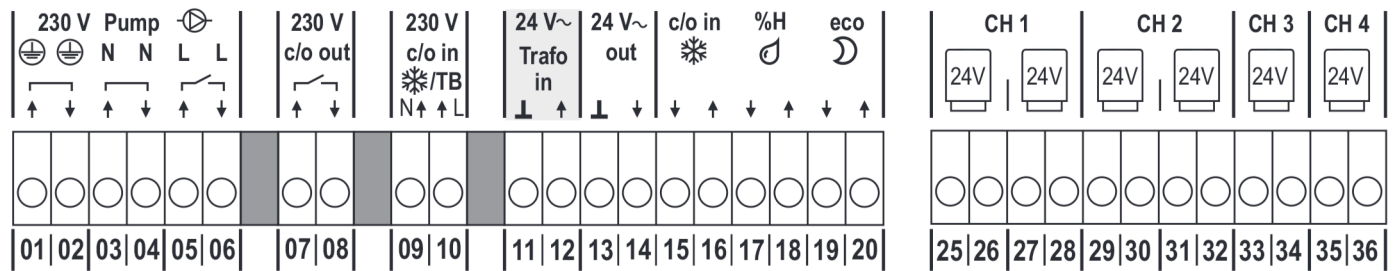 230 V Pump
N N L L
230 V
c/o out
230 V
c/o in
/TB
N L
24 V~
Trafo
in
24 V~
out
c/o in
%H
eco
CH 1
24V 24V
CH 2
24V 24V
CH 3
24V
CH 4
24V
01 02 03 04 05 06 07 08 09 10 11 12 13 14 15 16 17 18 19 20 25 26 27 28 29 30 31 32 33 34 35 36